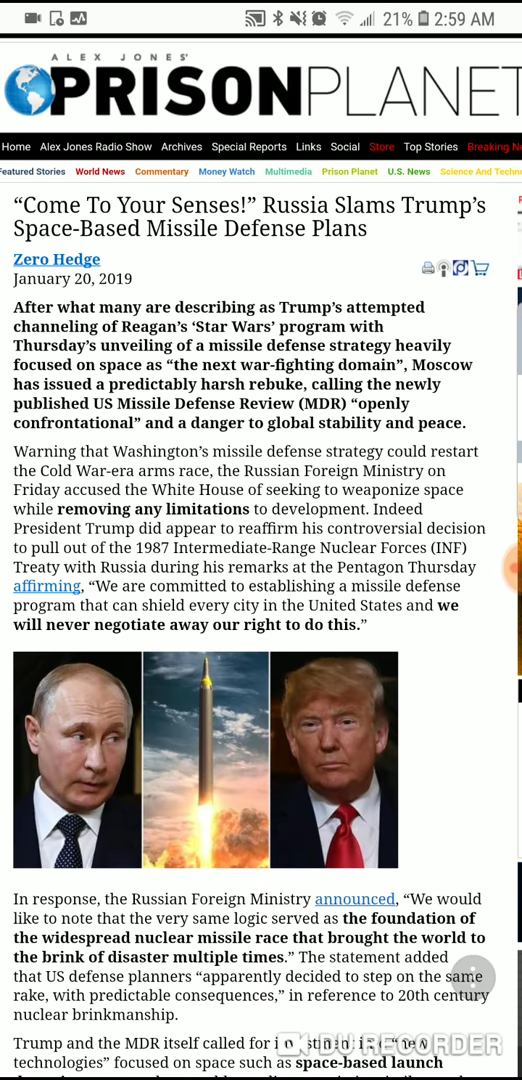 21% 2:59 AM
ALEX JONES'
PRISONPLANET
Home Alex Jones Radio Show Archives Special Reports Links Social Store Top Stories Breaking Ne
Featured Stories World News Commentary Money Watch Multimedia Prison Planet U.S. News Science And Techn
“Come To Your Senses!” Russia Slams Trump’s
Space-Based Missile Defense Plans
Zero Hedge
January 20, 2019
After what many are describing as Trump’s attempted
channeling of Reagan’s ‘Star Wars’ program with
Thursday’s unveiling of a missile defense strategy heavily
focused on space as “the next war-fighting domain”, Moscow
has issued a predictably harsh rebuke, calling the newly
published US Missile Defense Review (MDR) “openly
confrontational” and a danger to global stability and peace.
Warning that Washington’s missile defense strategy could restart
the Cold War-era arms race, the Russian Foreign Ministry on
Friday accused the White House of seeking to weaponize space
while removing any limitations to development. Indeed
President Trump did appear to reaffirm his controversial decision
to pull out of the 1987 Intermediate-Range Nuclear Forces (INF)
Treaty with Russia during his remarks at the Pentagon Thursday
affirming, “We are committed to establishing a missile defense
program that can shield every city in the United States and we
will never negotiate away our right to do this.”
In response, the Russian Foreign Ministry announced, “We would
like to note that the very same logic served as the foundation of
the widespread nuclear missile race that brought the world to
the brink of disaster multiple times.” The statement added
that US defense planners “apparently decided to step on the same
rake, with predictable consequences,” in reference to 20th century
nuclear brinkmanship.
Trump and the MDR itself called for investment in “new
DU RECORDER
technologies” focused on space such as space-based launch